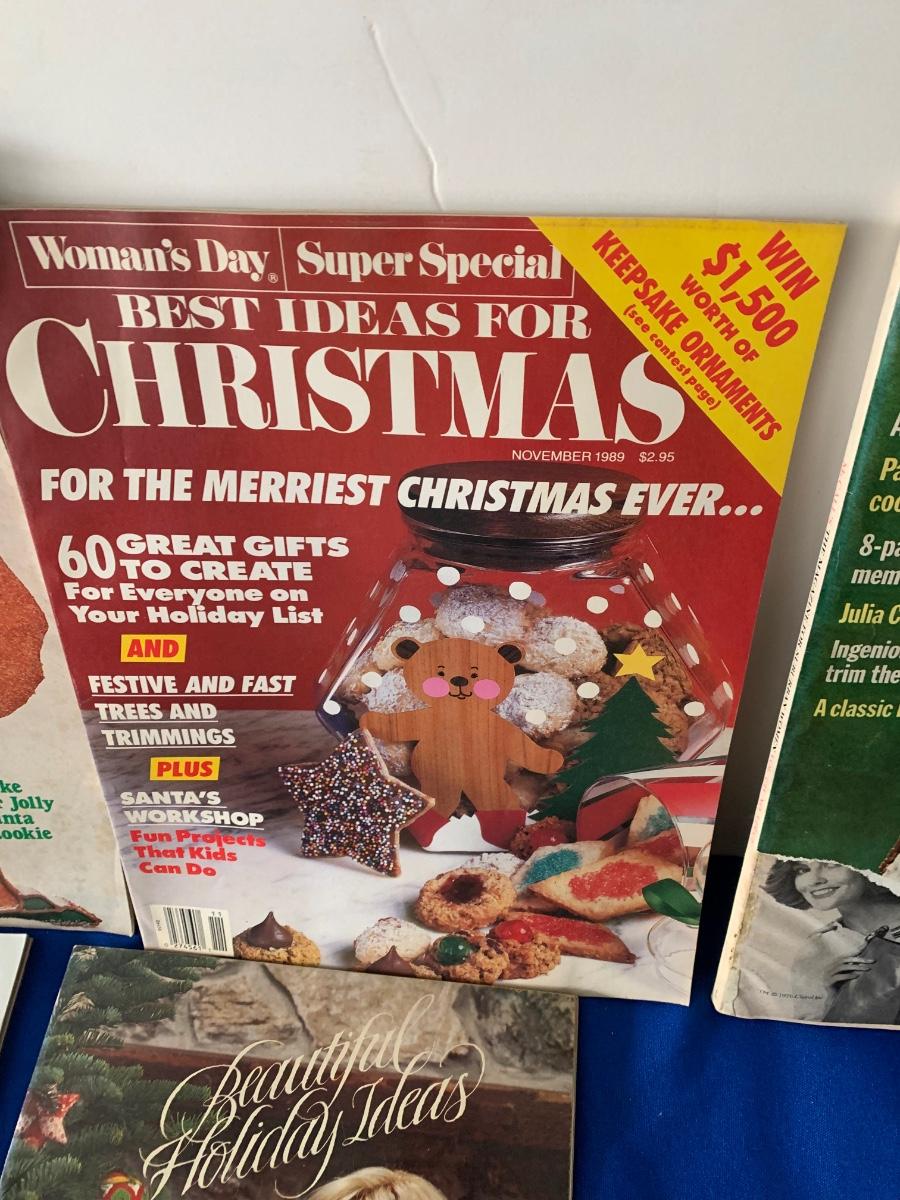 Woman's Day® Super Special
BEST IDEAS FOR
CHRISTMAS
NOVEMBER 1989 $2.95
WIN
$1,500
WORTH OF
KEEPSAKE ORNAMENTS
(see contest page)
FOR THE MERRIEST CHRISTMAS EVER...
60 GREAT GIFTS
TO CREATE
For Everyone on
Your Holiday List
AND
FESTIVE AND FAST
TREES AND
TRIMMINGS
PLUS
SANTA'S
WORKSHOP
Fun Projects
That Kids
Can Do
ke
r Jolly
nta
ookie
A
Pa
coo
8-pa
mem
Julia C
Ingenio
trim the
A classic
Beautiful
Holiday Ideas